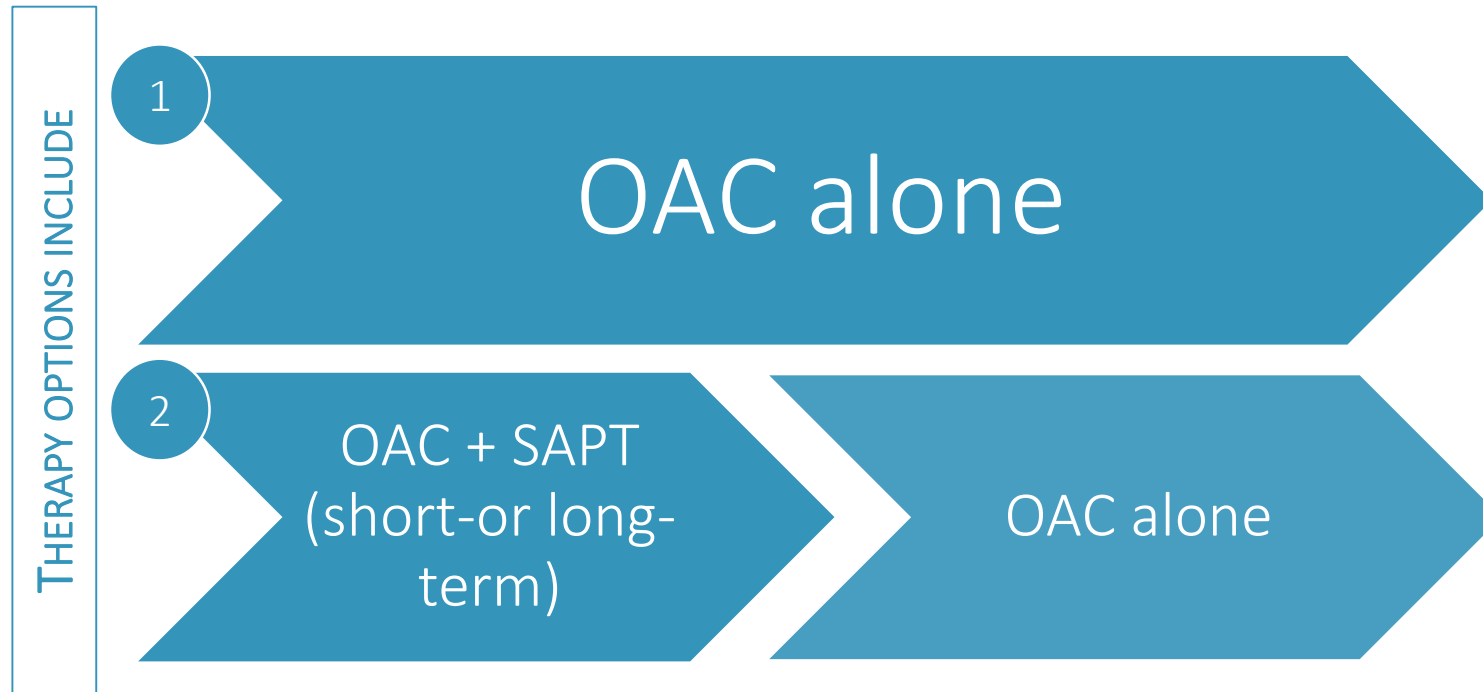 THERAPY OPTIONS INCLUDE
1
OAC alone
2
OAC + SAPT
(short-or long-
term)
OAC alone